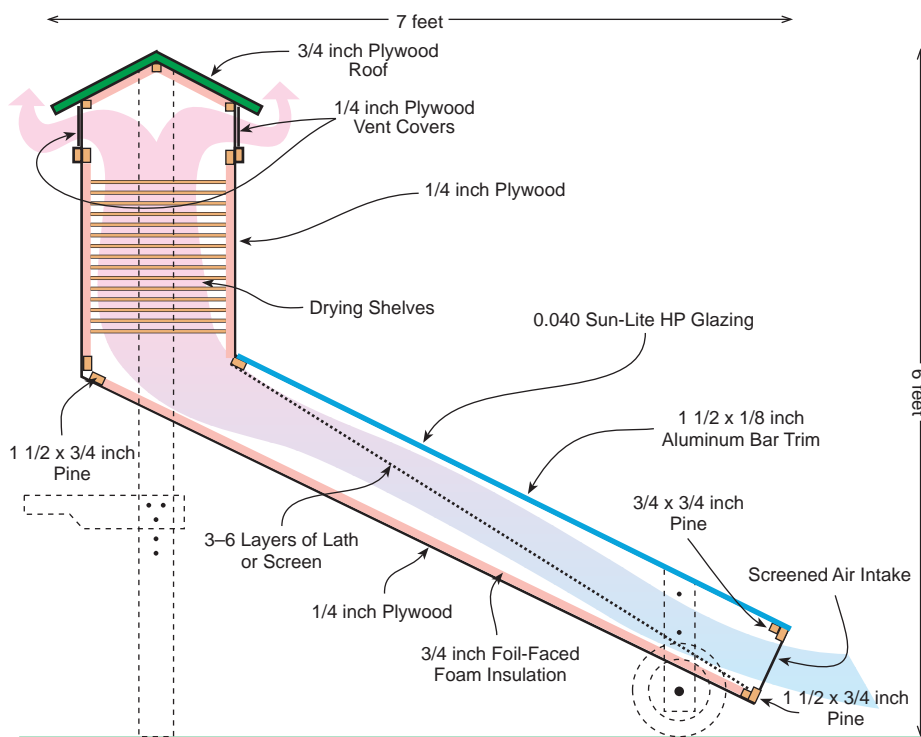 7 feet
3/4 inch Plywood
Roof
1/4 inch Plywood
Vent Covers
1/4 inch Plywood
Drying Shelves
0.040 Sun-Lite HP Glazing
6 feet
1 1/2 x 1/8 inch
Aluminum Bar Trim
1 1/2 x 3/4 inch
Pine
3/4 x 3/4 inch
Pine
3–6 Layers of Lath
or Screen
Screened Air Intake
1/4 inch Plywood
3/4 inch Foil-Faced
Foam Insulation
1 1/2 x 3/4 inch
Pine